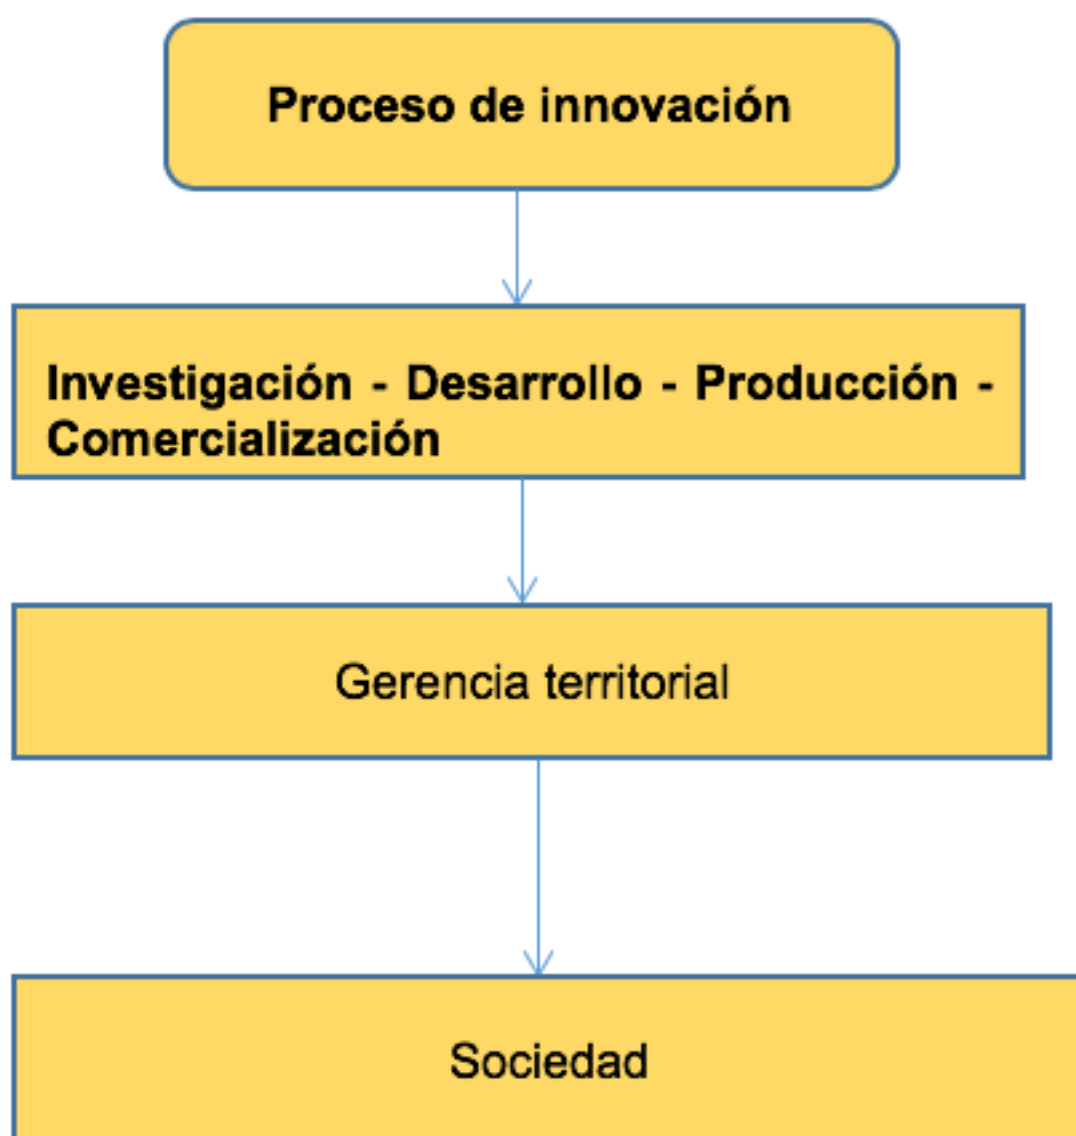 Proceso de innovación
Investigación - Desarrollo - Producción -
Comercialización
Gerencia territorial
Sociedad